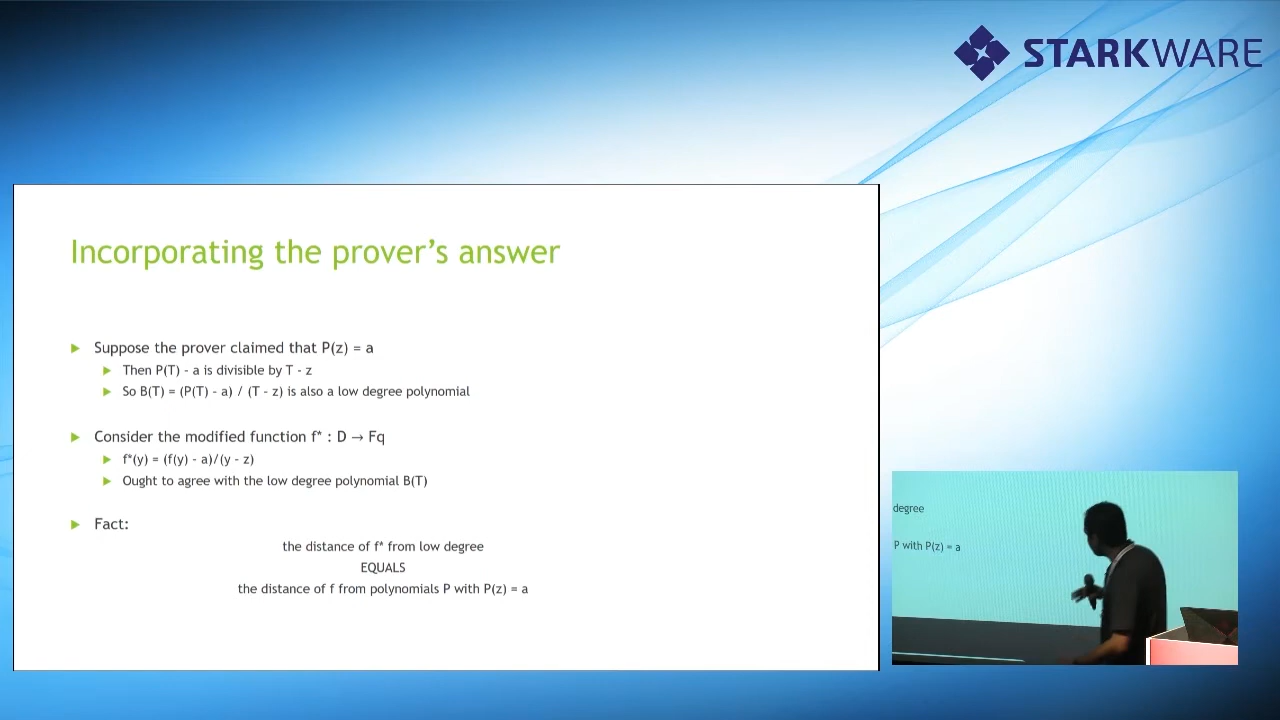 STARKWARE
Incorporating the prover's answer
Suppose the prover claimed that P(z) = a
Then P(T) - a is divisible by T - z
So B(T) = (P(T) - a) / (T - z) is also a low degree polynomial
Consider the modified function f* : D → Fq
f*(y) = (f(y) - a)/(y - z)
Ought to agree with the low degree polynomial B(T)
Fact:
the distance of f* from low degree
EQUALS
the distance of f from polynomials P with P(z) = a
degree
P with P(z) = a